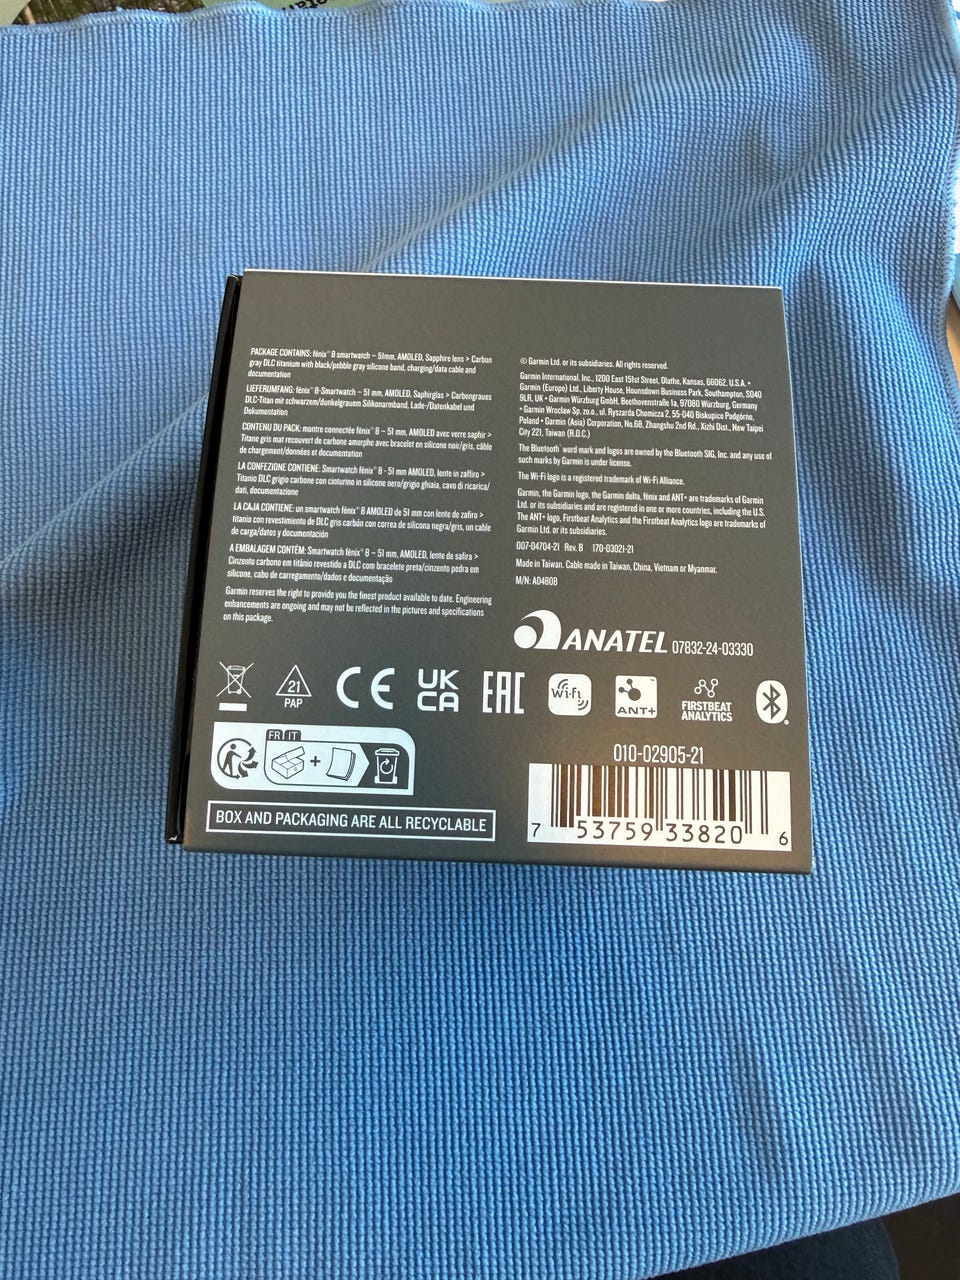 PACKAGE CONTAINS: fēnix® 8 smartwatch – 51mm, AMOLED, Sapphire lens > Carbon
gray DLC titanium with black/pebble gray silicone band, charging/data cable and
documentation
LIEFERUMFANG: fēnix® 8-Smartwatch – 51 mm, AMOLED, Saphirglas > Carbongraues
DLC-Titan mit schwarzem/dunkelgrauem Silikonarmband, Lade-/Datenkabel und
Dokumentation
CONTENU DU PACK: montre connectée fēnix® 8 – 51 mm, AMOLED avec verre saphir >
Titane gris mat recouvert de carbone amorphe avec bracelet en silicone noir/gris, câble
de chargement/données et documentation
LA CONFEZIONE CONTIENE: Smartwatch fēnix® 8 - 51 mm AMOLED, lente in zaffiro >
Titanio DLC grigio carbone con cinturino in silicone nero/grigio ghiaia, cavo di ricarica/
dati, documentazione
LA CAJA CONTIENE: un smartwatch fēnix® 8 AMOLED de 51 mm con lente de zafiro >
titanio con revestimiento de DLC gris carbón con correa de silicona negra/gris, un cable
de carga/datos y documentación
A EMBALAGEM CONTÉM: Smartwatch fēnix® 8 – 51 mm, AMOLED, lente de safira >
Cinzento carbono em titânio revestido a DLC com bracelete preta/cinzento pedra em
silicone, cabo de carregamento/dados e documentação
Garmin reserves the right to provide you the finest product available to date. Engineering
enhancements are ongoing and may not be reflected in the pictures and specifications
on this package.
© Garmin Ltd. or its subsidiaries. All rights reserved.
Garmin International, Inc., 1200 East 151st Street, Olathe, Kansas, 66062, U.S.A. •
Garmin (Europe) Ltd., Liberty House, Hounsdown Business Park, Southampton, SO40
9LR, UK • Garmin Würzburg GmbH, Beethovenstraße 1a, 97080 Würzburg, Germany
• Garmin Wroclaw Sp. zo.o., ul. Ryszarda Chomicza 2, 55-040 Biskupice Podgórne,
Poland • Garmin (Asia) Corporation, No.68, Zhangshu 2nd Rd., Xizhi Dist., New Taipei
City 221, Taiwan (R.O.C.)
The Bluetooth® word mark and logos are owned by the Bluetooth SIG, Inc. and any use of
such marks by Garmin is under license.
The Wi-Fi logo is a registered trademark of Wi-Fi Alliance.
Garmin, the Garmin logo, the Garmin delta, fēnix and ANT+ are trademarks of Garmin
Ltd. or its subsidiaries and are registered in one or more countries, including the U.S.
The ANT+ logo, Firstbeat Analytics and the Firstbeat Analytics logo are trademarks of
Garmin Ltd. or its subsidiaries.
007-04704-21 Rev. B 170-03021-21
Made in Taiwan. Cable made in Taiwan, China, Vietnam or Myanmar.
M/N: A04808
ANATEL 07832-24-03330
21
PAP
CE
UK
CA
EAC
Wi-Fi
ANT+
FIRSTBEAT
ANALYTICS
FR IT
BOX AND PACKAGING ARE ALL RECYCLABLE
010-02905-21
7 53759 33820 6